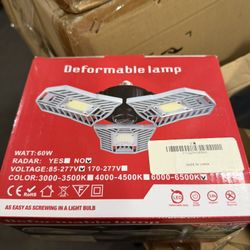 Deformable lamp
WATT: 60W
RADAR: YES NO
VOLTAGE: 85-277V 170-277V
COLOR: 3000-3500K 4000-4500K 6000-6500K
LED
AS EASY AS SCREWING IN A LIGHT BULB